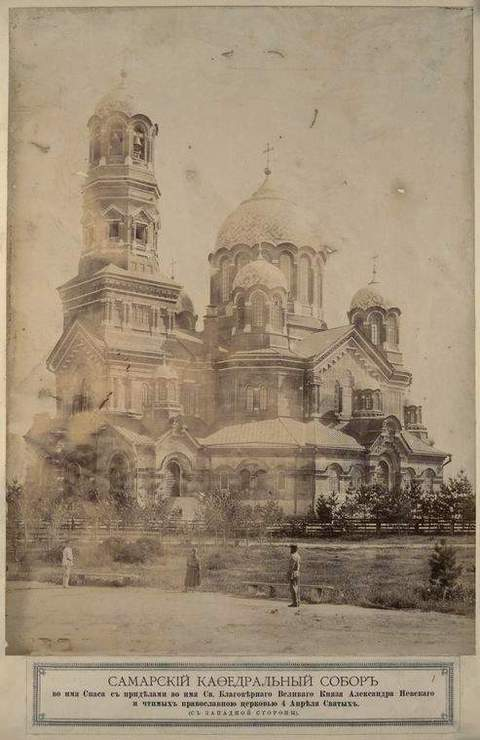 САМАРСКІЙ КАѲЕДРАЛЬНЫЙ СОБОРЪ
во имя Спаса съ придѣлами во имя Св. Благовѣрнаго Великаго Князя Александра Невскаго
и чтимыхъ православною церковью 4 Апрѣля Святыхъ.
(СЪ ЗАПАДНОЙ СТОРОНЫ).